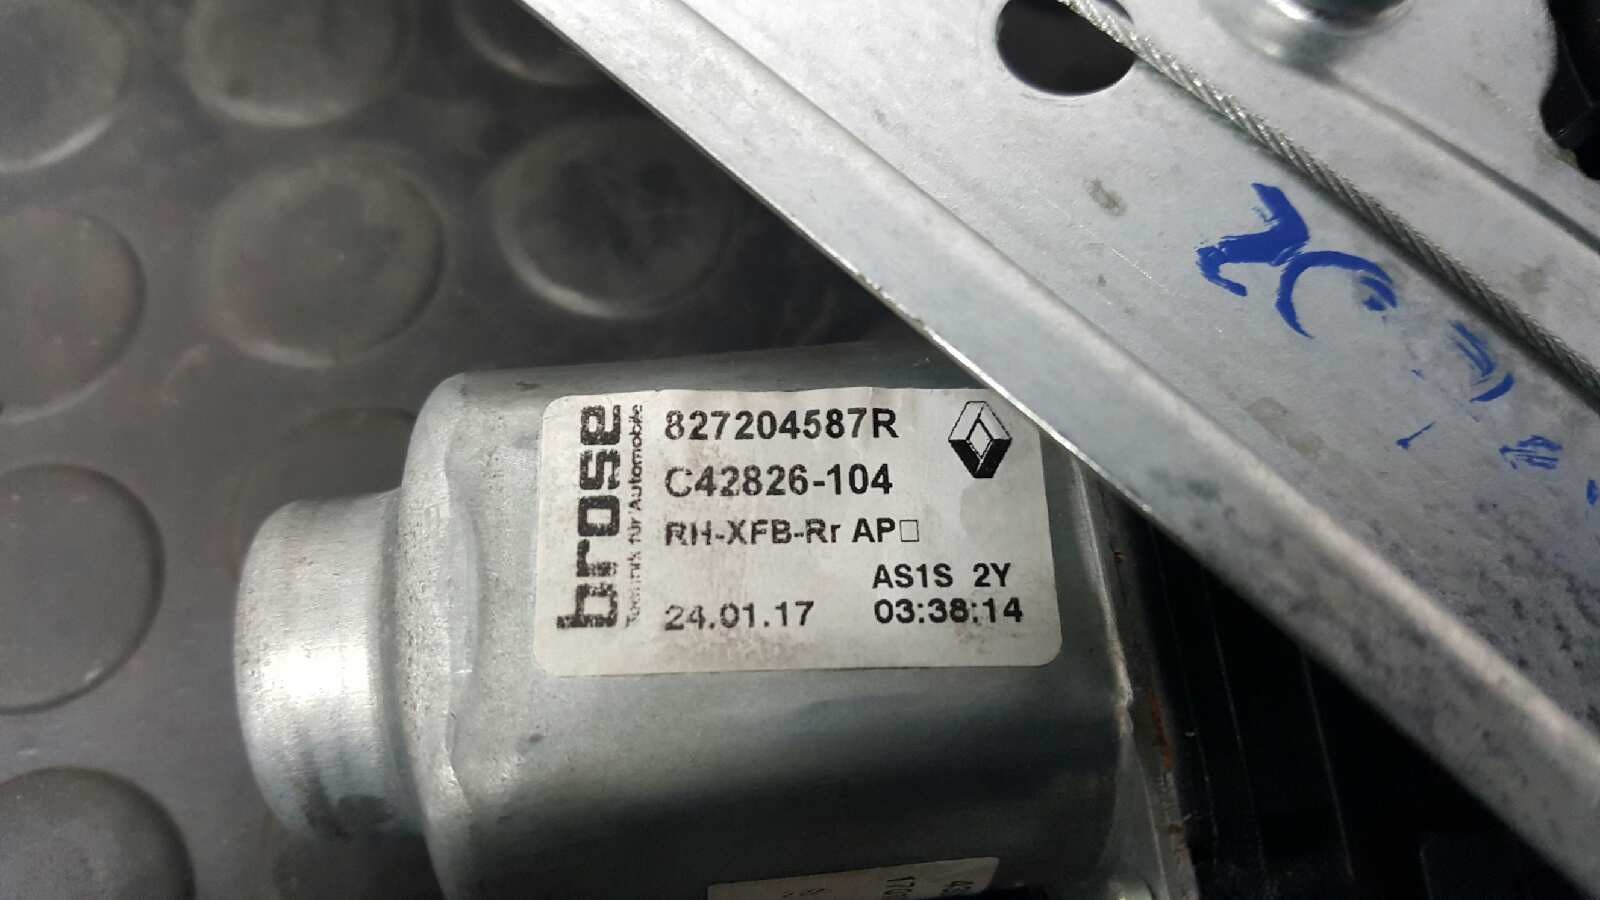 brose
Technik für Automobile
827204587R
C42826-104
RH-XFB-Rr AP□
AS1S 2Y
24.01.17 03:38:14